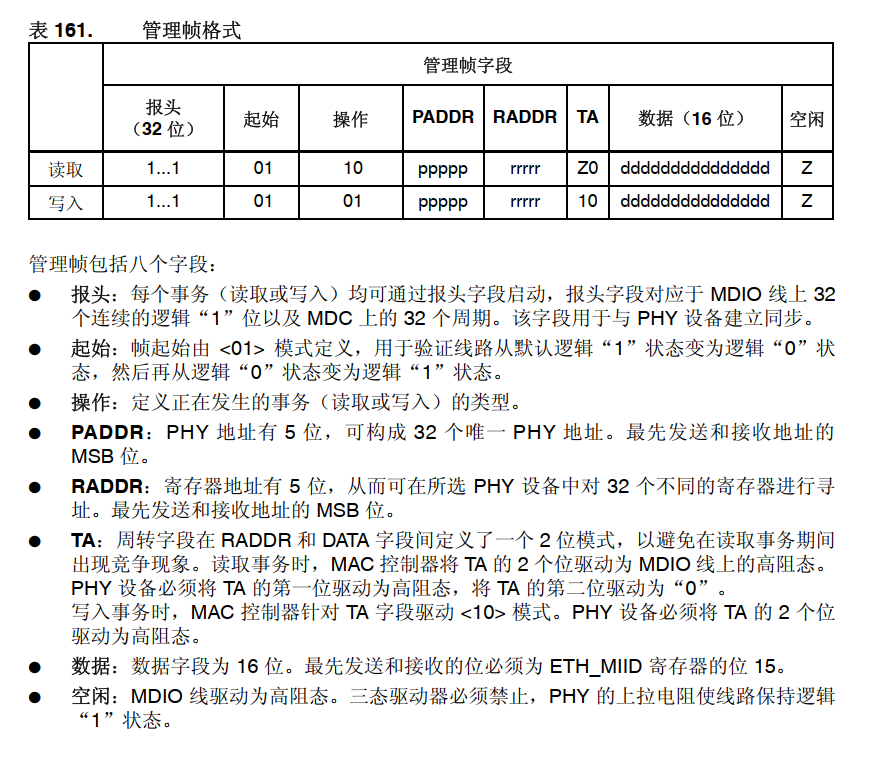 表 161. 管理帧格式
管理帧字段
报头
（32 位） 起始 操作 PADDR RADDR TA 数据（16 位） 空闲
读取 1...1 01 10 ppppp rrrrr Z0 dddddddddddddddd Z
写入 1...1 01 01 ppppp rrrrr 10 dddddddddddddddd Z
管理帧包括八个字段：
● 报头：每个事务（读取或写入）均可通过报头字段启动，报头字段对应于 MDIO 线上 32
个连续的逻辑“1”位以及 MDC 上的 32 个周期。该字段用于与 PHY 设备建立同步。
● 起始：帧起始由 <01> 模式定义，用于验证线路从默认逻辑“1”状态变为逻辑“0”状
态，然后再从逻辑“0”状态变为逻辑“1”状态。
● 操作：定义正在发生的事务（读取或写入）的类型。
● PADDR：PHY 地址有 5 位，可构成 32 个唯一 PHY 地址。最先发送和接收地址的
MSB 位。
● RADDR：寄存器地址有 5 位，从而可在所选 PHY 设备中对 32 个不同的寄存器进行寻
址。最先发送和接收地址的 MSB 位。
● TA：周转字段在 RADDR 和 DATA 字段间定义了一个 2 位模式，以避免在读取事务期间
出现竞争现象。读取事务时，MAC 控制器将 TA 的 2 个位驱动为 MDIO 线上的高阻态。
PHY 设备必须将 TA 的第一位驱动为高阻态，将 TA 的第二位驱动为“0”。
写入事务时，MAC 控制器针对 TA 字段驱动 <10> 模式。PHY 设备必须将 TA 的 2 个位
驱动为高阻态。
● 数据：数据字段为 16 位。最先发送和接收的位必须为 ETH_MIID 寄存器的位 15。
● 空闲：MDIO 线驱动为高阻态。三态驱动器必须禁止，PHY 的上拉电阻使线路保持逻辑
“1”状态。